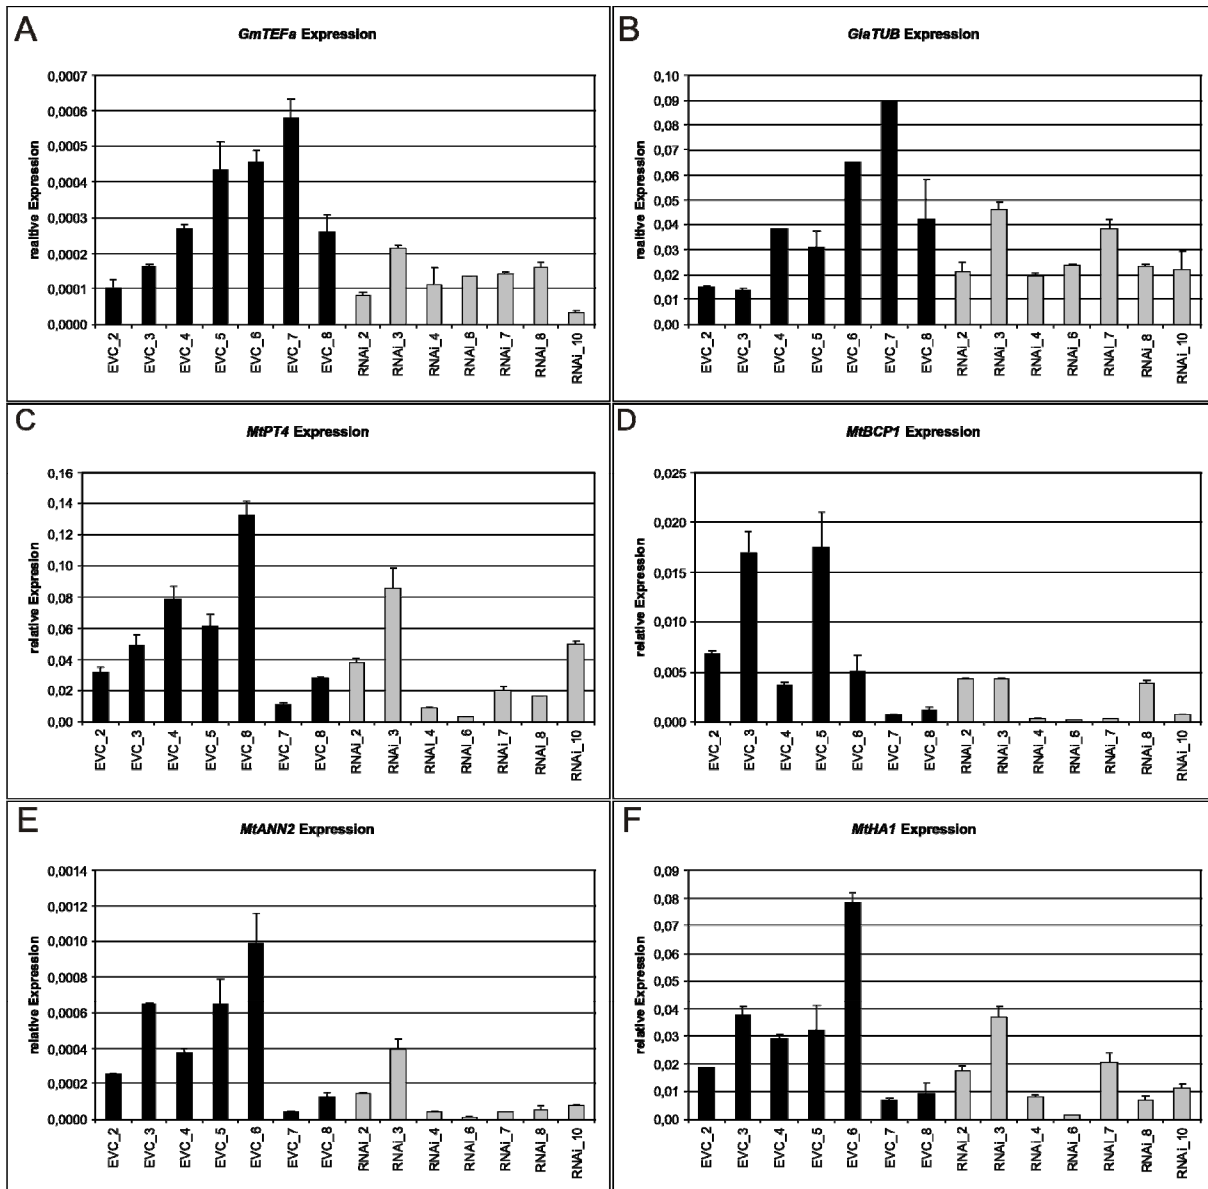 A
GmTEFa Expression
realtive Expression
0,0007
0,0006
0,0005
0,0004
0,0003
0,0002
0,0001
0,0000
EVC_2
EVC_3
EVC_4
EVC_5
EVC_6
EVC_7
EVC_8
RNAi_2
RNAi_3
RNAi_4
RNAi_6
RNAi_7
RNAi_8
RNAi_10
B
GiaTUB Expression
relative Expression
0,10
0,09
0,08
0,07
0,06
0,05
0,04
0,03
0,02
0,01
0,00
EVC_2
EVC_3
EVC_4
EVC_5
EVC_6
EVC_7
EVC_8
RNAi_2
RNAi_3
RNAi_4
RNAi_6
RNAi_7
RNAi_8
RNAi_10
C
MtPT4 Expression
relative Expression
0,16
0,14
0,12
0,10
0,08
0,06
0,04
0,02
0,00
EVC_2
EVC_3
EVC_4
EVC_5
EVC_6
EVC_7
EVC_8
RNAi_2
RNAi_3
RNAi_4
RNAi_6
RNAi_7
RNAi_8
RNAi_10
D
MtBCP1 Expression
relative Expression
0,025
0,020
0,015
0,010
0,005
0,000
EVC_2
EVC_3
EVC_4
EVC_5
EVC_6
EVC_7
EVC_8
RNAi_2
RNAi_3
RNAi_4
RNAi_6
RNAi_7
RNAi_8
RNAi_10
E
MtANN2 Expression
relative Expression
0,0014
0,0012
0,0010
0,0008
0,0006
0,0004
0,0002
0,0000
EVC_2
EVC_3
EVC_4
EVC_5
EVC_6
EVC_7
EVC_8
RNAi_2
RNAi_3
RNAi_4
RNAi_6
RNAi_7
RNAi_8
RNAi_10
F
MtHA1 Expression
relative Expression
0,09
0,08
0,07
0,06
0,05
0,04
0,03
0,02
0,01
0,00
EVC_2
EVC_3
EVC_4
EVC_5
EVC_6
EVC_7
EVC_8
RNAi_2
RNAi_3
RNAi_4
RNAi_6
RNAi_7
RNAi_8
RNAi_10